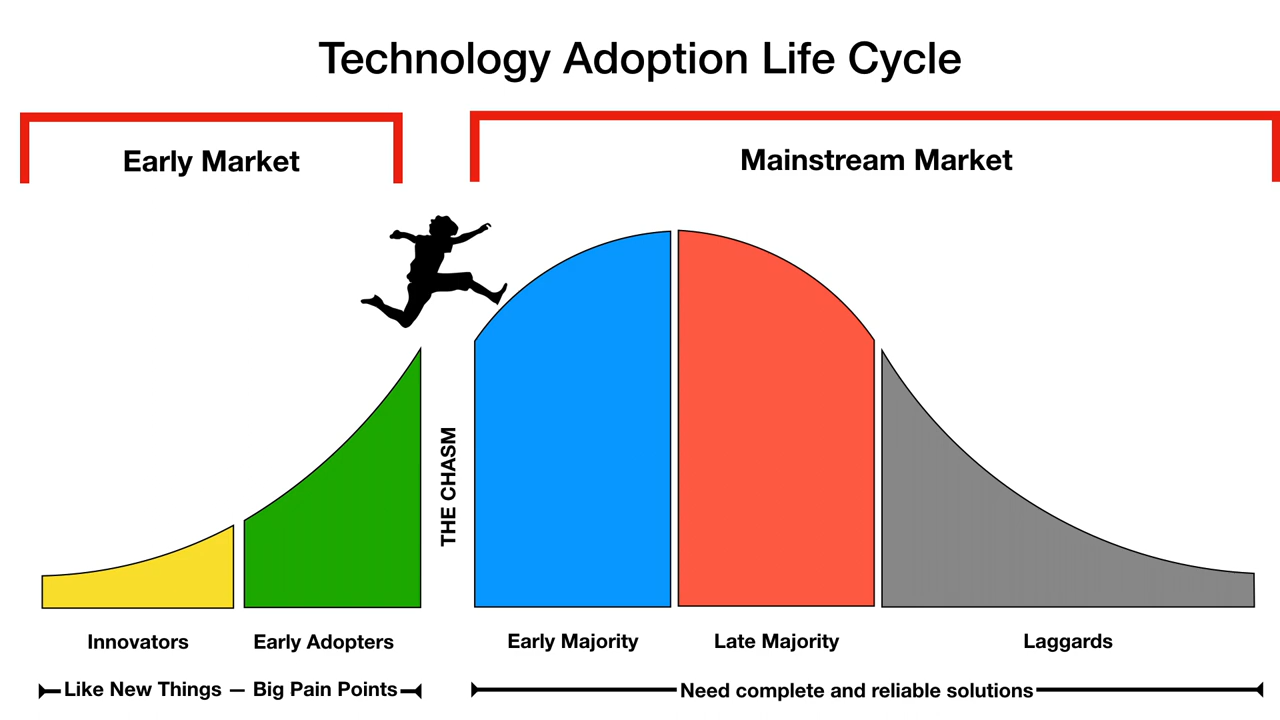 Technology Adoption Life Cycle
Early Market
Mainstream Market
THE CHASM
Innovators
Early Adopters
Early Majority
Late Majority
Laggards
Like New Things — Big Pain Points
Need complete and reliable solutions